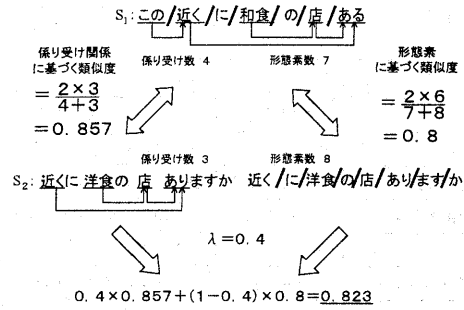 S₁: この/近く/に/和食/の/店/ある
係り受け関係
に基づく類似度
係り受け数 4
形態素数 7
形態素
に基づく類似度
= 2×3
4+3
=0.857
= 2×6
7+8
=0.8
係り受け数 3
形態素数 8
S₂: 近くに 洋食の 店 ありますか
近く/に/洋食/の/店/あり/ます/か
λ=0.4
0.4×0.857+(1−0.4)×0.8=0.823